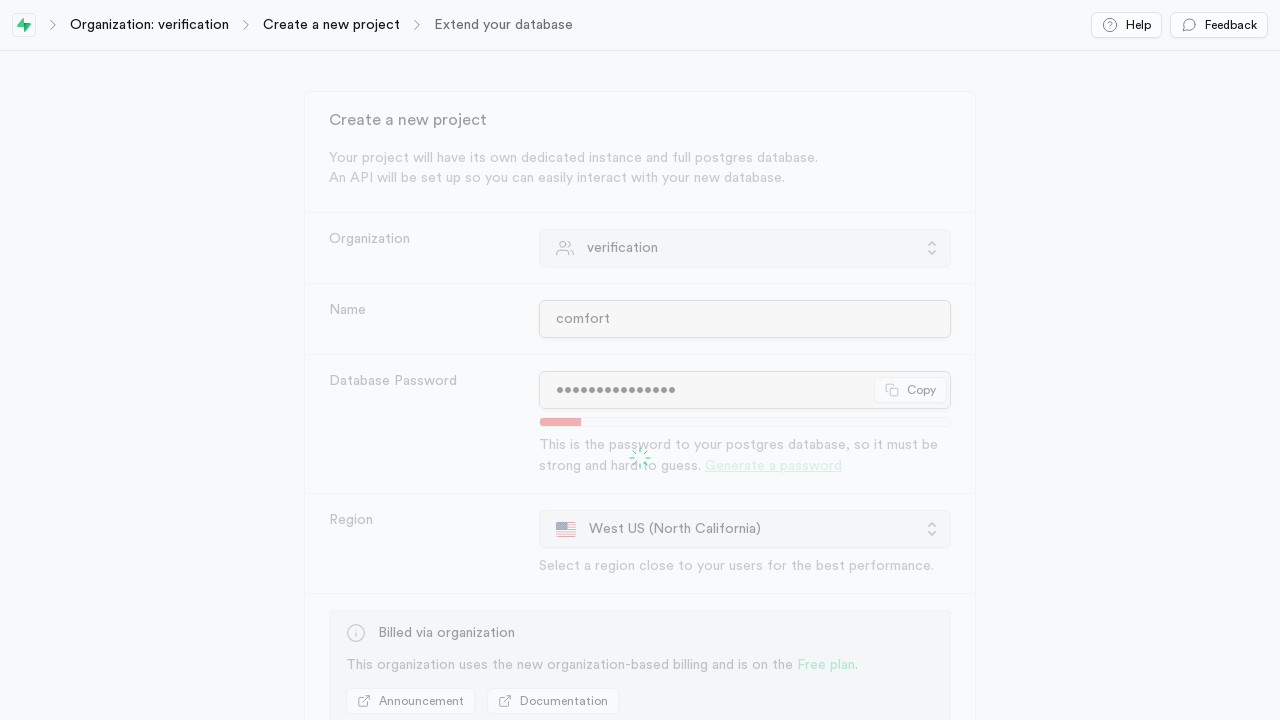 Organization: verification
Create a new project
Extend your database
Help
Feedback
Create a new project
Your project will have its own dedicated instance and full postgres database.
An API will be set up so you can easily interact with your new database.
Organization
verification
Name
comfort
Database Password
•••••••••••••••
Copy
This is the password to your postgres database, so it must be
strong and hard to guess. Generate a password
Region
West US (North California)
Select a region close to your users for the best performance.
Billed via organization
This organization uses the new organization-based billing and is on the Free plan.
Announcement
Documentation